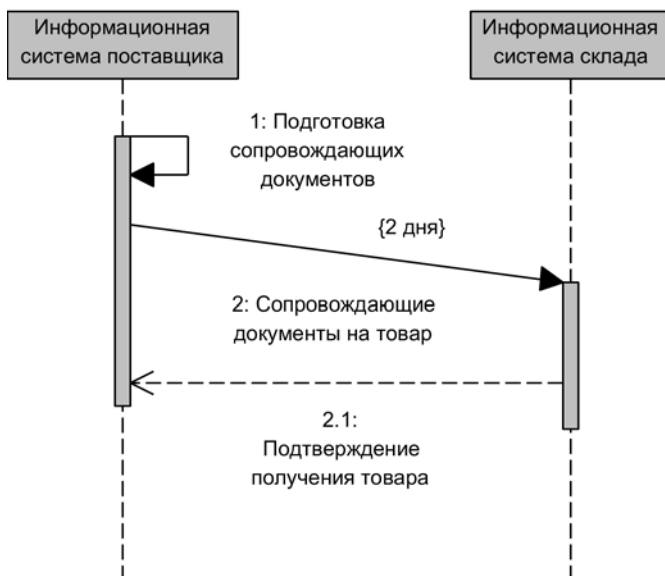 Информационная
система поставщика
Информационная
система склада
1: Подготовка
сопровождающих
документов
{2 дня}
2: Сопровождающие
документы на товар
2.1:
Подтверждение
получения товара